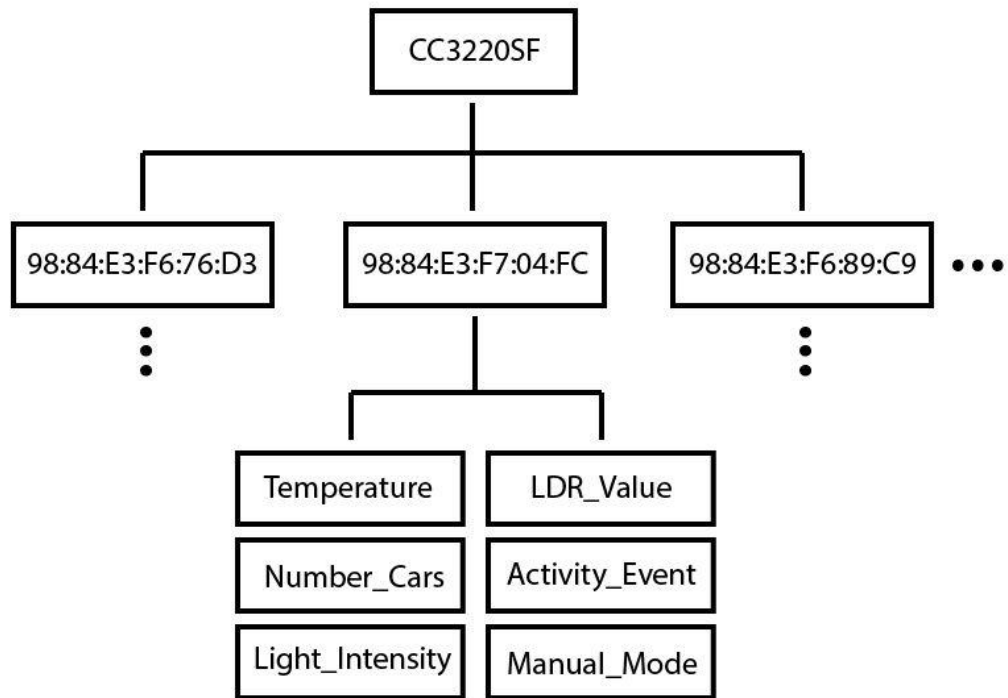 CC3220SF
98:84:E3:F6:76:D3
98:84:E3:F7:04:FC
98:84:E3:F6:89:C9
Temperature
LDR_Value
Number_Cars
Activity_Event
Light_Intensity
Manual_Mode